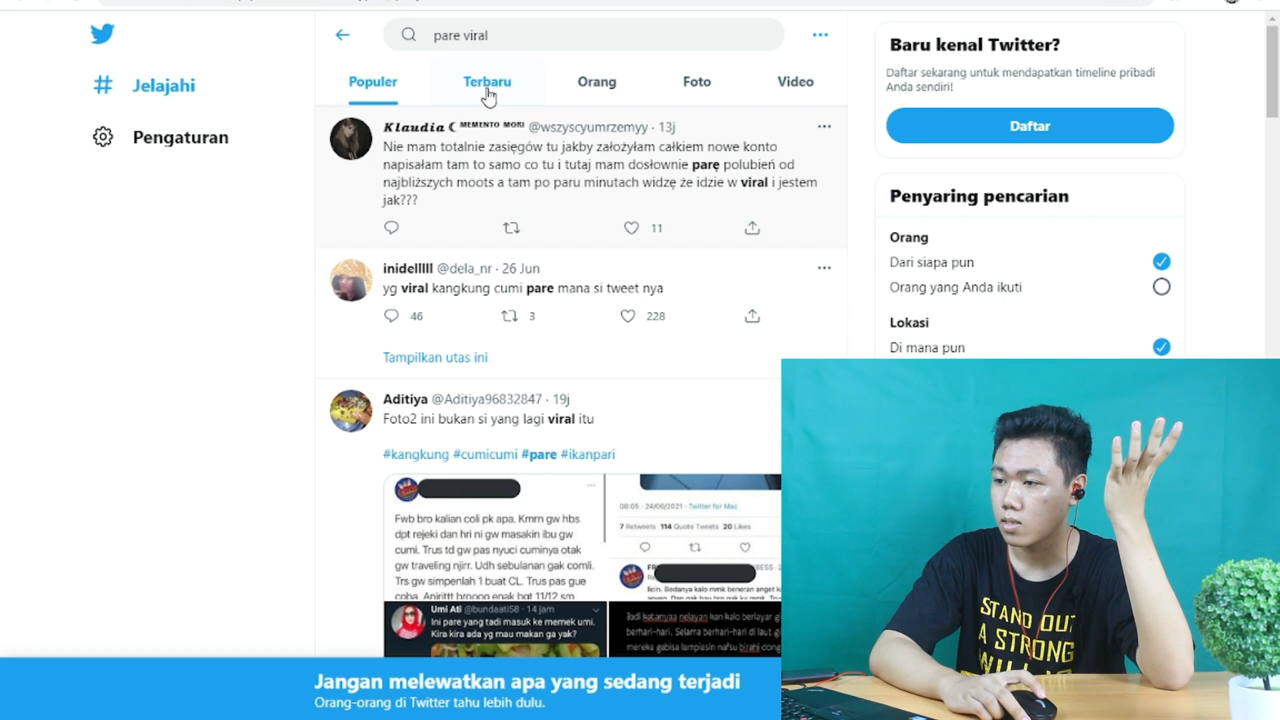 pare viral
Jelajahi
Pengaturan
Populer
Terbaru
Orang
Foto
Video
Klaudia ☾ ᴹᴱᴹᴱᴺᵀᴼ ᴹᴼᴿᴵ @wszyscyumrzemyy · 13j
Nie mam totalnie zasięgów tu jakby założyłam całkiem nowe konto
napisałam tam to samo co tu i tutaj mam dosłownie parę polubień od
najbliższych moots a tam po paru minutach widzę że idzie w viral i jestem
jak???
11
inidelllll @dela_nr · 26 Jun
yg viral kangkung cumi pare mana si tweet nya
46
3
228
Tampilkan utas ini
Aditiya @Aditiya96832847 · 19j
Foto2 ini bukan si yang lagi viral itu
#kangkung #cumicumi #pare #ikanpari
Fwb bro kalian coli pk apa. Kmrn gw hbs
dpt rejeki dan hri ni gw masakin ibu gw
cumi. Trus td gw pas nyuci cuminya otak
gw traveling njirr. Udh sebulanan gak comli.
Trs gw simpenlah 1 buat CL. Trus pas gue
08:05 · 24/06/2021 · Twitter for Mac
7 Retweets 114 Quote Tweets 20 Likes
Umi Ati @bundaati58 · 14 jam
Ini pare yang tadi masuk ke memek umi.
Kira kira ada yg mau makan ga yak?
Jangan melewatkan apa yang sedang terjadi
Orang-orang di Twitter tahu lebih dulu.
Baru kenal Twitter?
Daftar sekarang untuk mendapatkan timeline pribadi
Anda sendiri!
Daftar
Penyaring pencarian
Orang
Dari siapa pun
Orang yang Anda ikuti
Lokasi
Di mana pun
STAND OUT
A STRONG